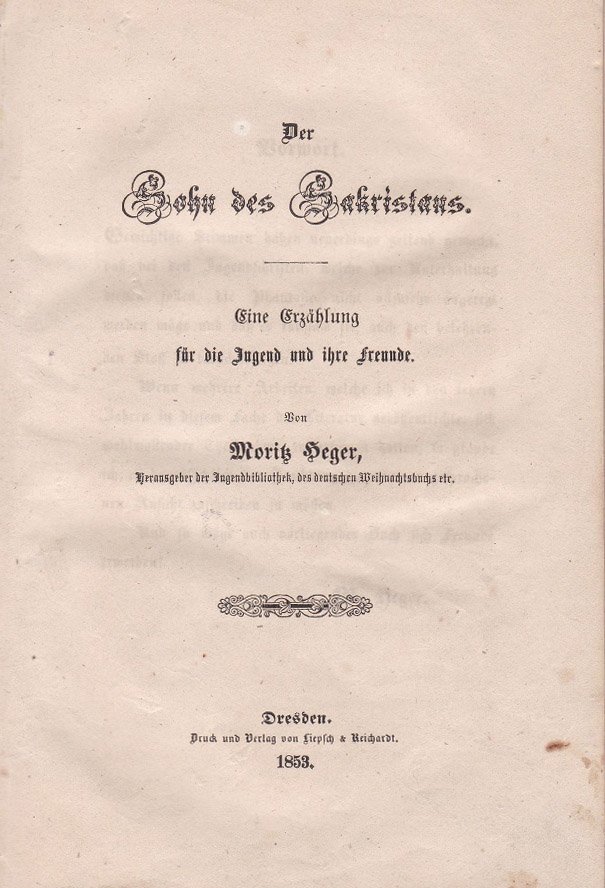 Der
Sohn des Sakristans.
Eine Erzählung
für die Jugend und ihre Freunde.
Von
Moritz Heger,
Herausgeber der Jugendbibliothek, des deutschen Weihnachtsbuchs etc.
Dresden.
Druck und Verlag von Liepsch & Reichardt.
1853.